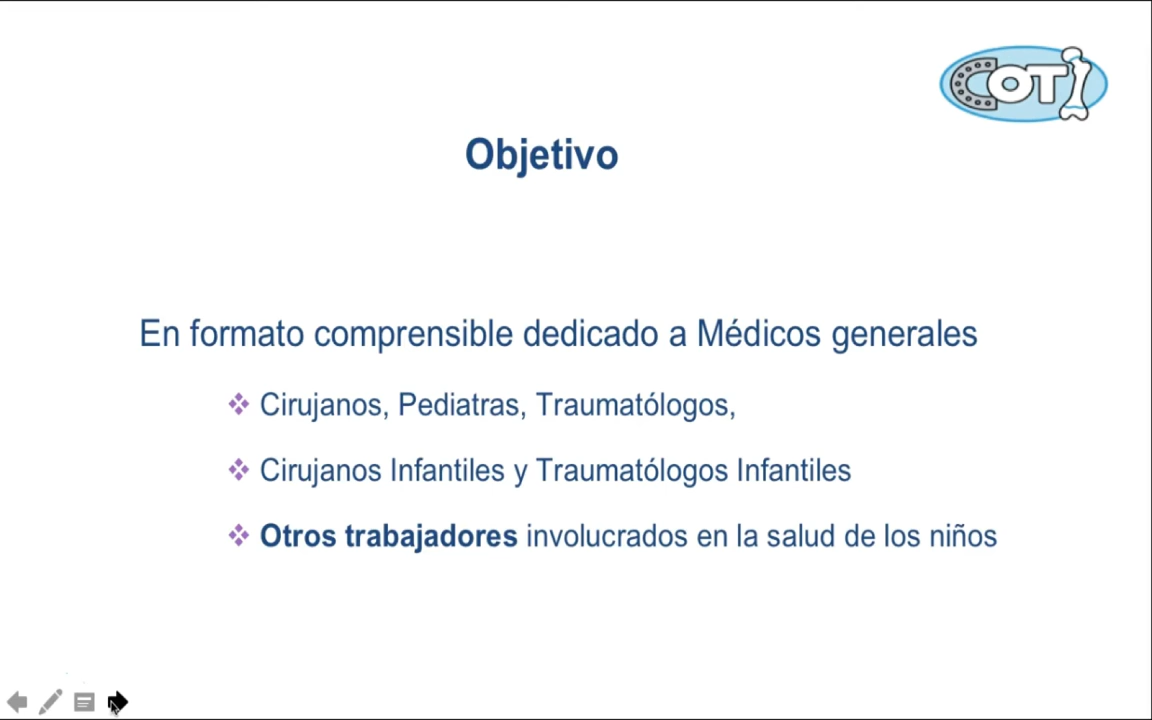 COTI
Objetivo
En formato comprensible dedicado a Médicos generales
Cirujanos, Pediatras, Traumatólogos,
Cirujanos Infantiles y Traumatólogos Infantiles
Otros trabajadores involucrados en la salud de los niños